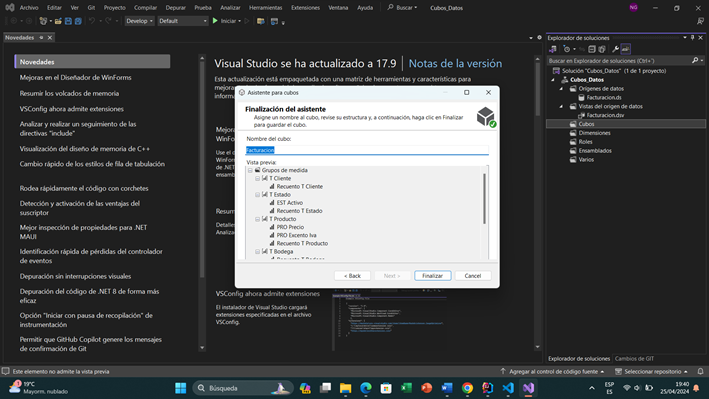 Archivo Editar Ver Git Proyecto Compilar Depurar Prueba Analizar Herramientas Extensiones Ventana Ayuda Buscar Cubos_Datos NG
Develop Default Iniciar
Novedades
Novedades
Mejoras en el Diseñador de WinForms
Resumir los volcados de memoria
VSConfig ahora admite extensiones
Analizar y realizar un seguimiento de las
directivas "include"
Visualización del diseño de memoria de C++
Cambio rápido de los estilos de fila de tabulación
Rodea rápidamente el código con corchetes
Detección y activación de las ventajas del
suscriptor
Mejor inspección de propiedades para .NET
MAUI
Identificación rápida de pérdidas del controlador
de eventos
Depuración sin interrupciones visuales
Depuración del código de .NET 8 de forma más
eficaz
Opción "Iniciar con pausa de recopilación" de
instrumentación
Permitir que GitHub Copilot genere los mensajes
de confirmación de Git
Visual Studio se ha actualizado a 17.9 Notas de la versión
Esta actualización está empaquetada con una matriz de herramientas y características para
Mejora
WinFor
Use el c
de .NET
ensamb
Resum
Detalles
Analiza
VSConfig ahora admite extensiones
El instalador de Visual Studio cargará
extensiones especificadas en el archivo
VSConfig.
Asistente para cubos
Finalización del asistente
Asigne un nombre al cubo, revise su estructura y, a continuación, haga clic en Finalizar
para guardar el cubo.
Nombre del cubo:
Facturacion
Vista previa:
Grupos de medida
T Cliente
Recuento T Cliente
T Estado
EST Activo
Recuento T Estado
T Producto
PRO Precio
PRO Excento Iva
Recuento T Producto
T Bodega
< Back Next > Finalizar Cancel
Explorador de soluciones
Buscar en Explorador de soluciones (Ctrl+')
Solución "Cubos_Datos" (1 de 1 proyecto)
Cubos_Datos
Orígenes de datos
Facturacion.ds
Vistas del origen de datos
Facturacion.dsv
Cubos
Dimensiones
Roles
Ensamblados
Varios
Explorador de soluciones Cambios de GIT
Este elemento no admite la vista previa
Agregar al control de código fuente Seleccionar repositorio
19°C
Mayorm. nublado
Búsqueda
ESP
ES
19:40
25/04/2024